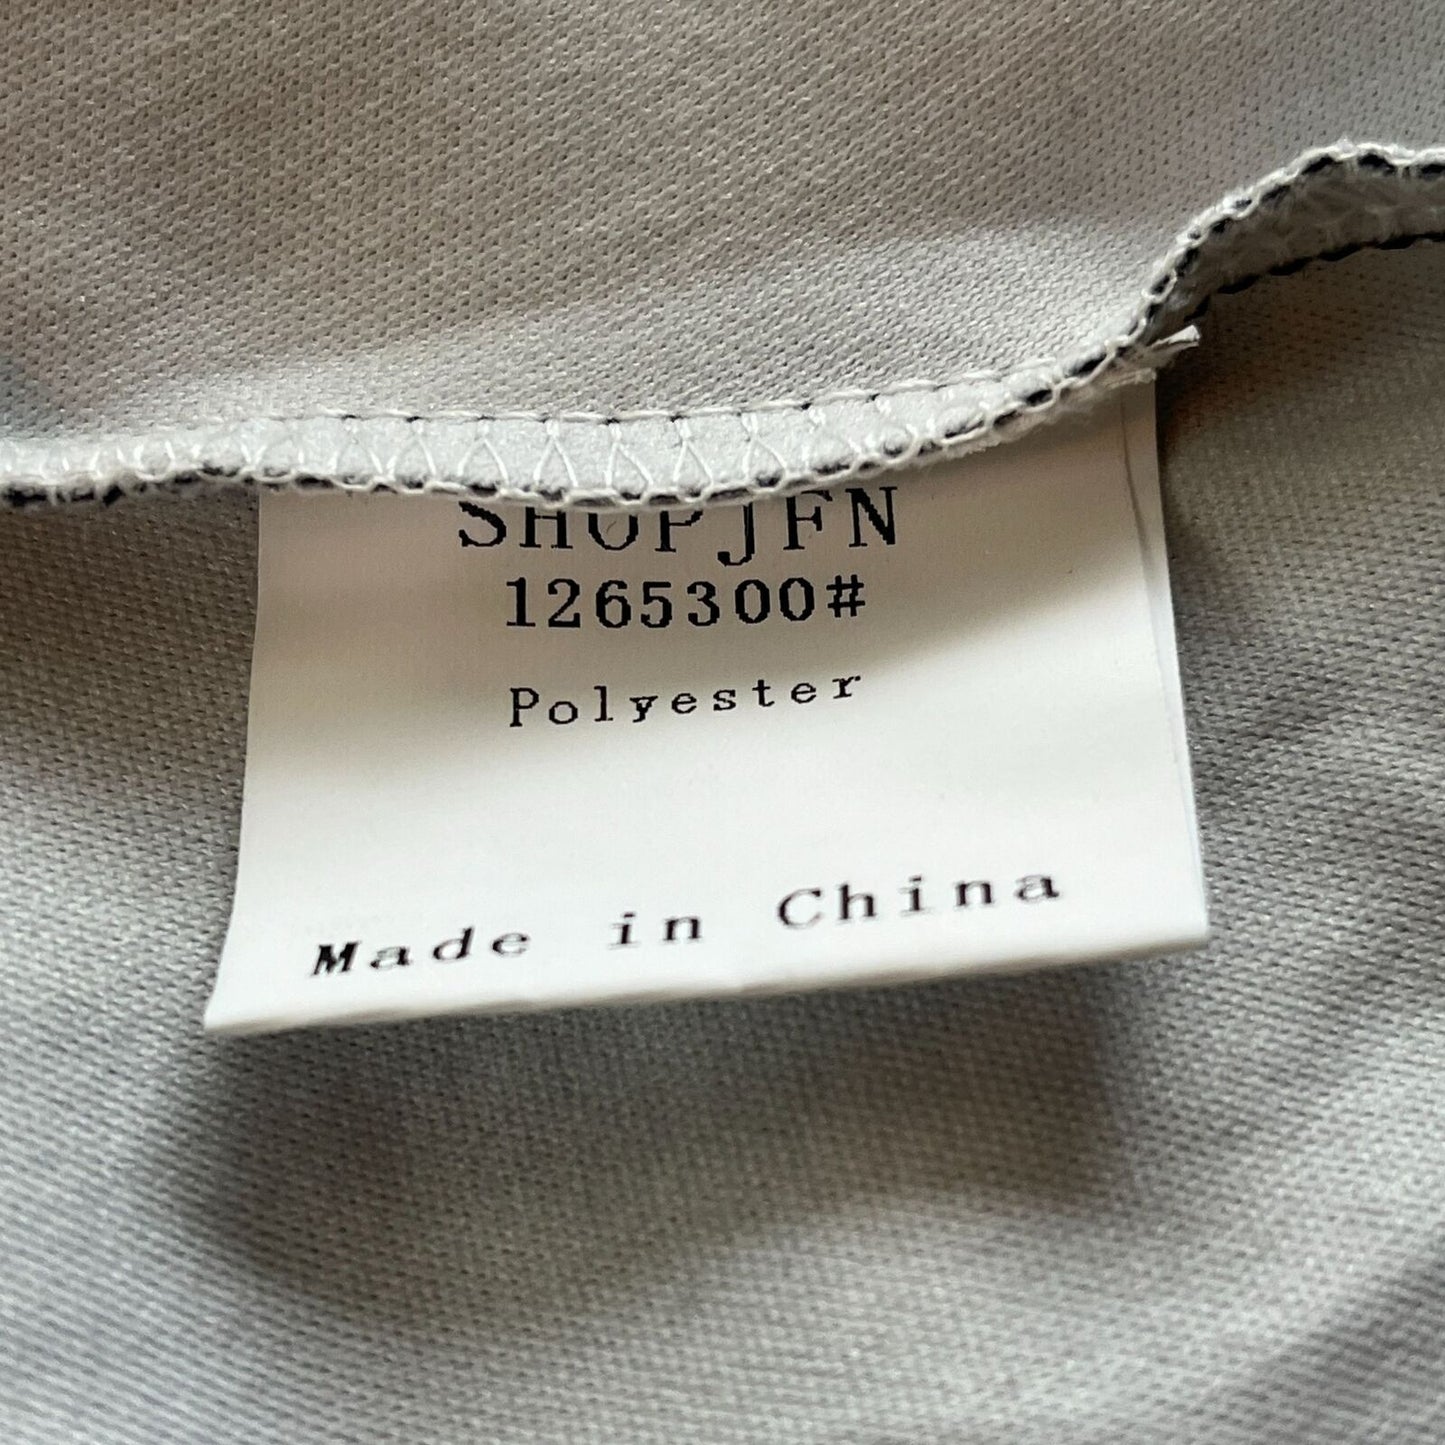 SHOPJFN
1265300#
Polyester
Made in China